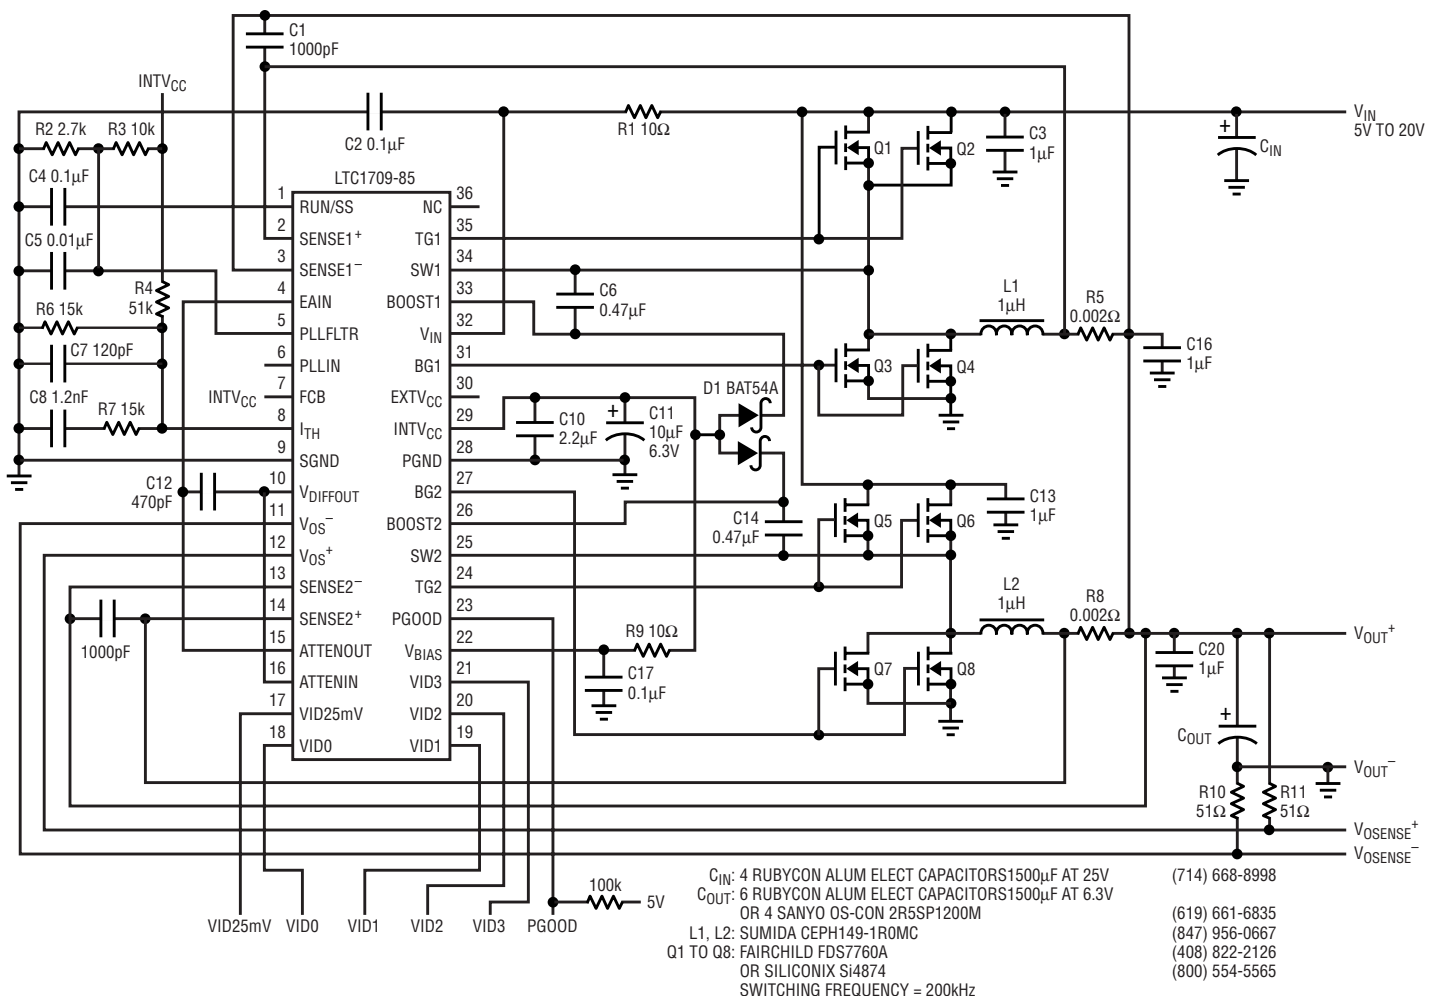 C1
1000pF
INTVCC
R2 2.7k
R3 10k
C2 0.1µF
R1 10Ω
Q1
Q2
C3
1µF
+
CIN
VIN
5V TO 20V
C4 0.1µF
LTC1709-85
1
RUN/SS
2
SENSE1+
3
SENSE1−
4
EAIN
5
PLLFLTR
6
PLLIN
7
FCB
8
ITH
9
SGND
10
VDIFFOUT
11
VOS−
12
VOS+
13
SENSE2−
14
SENSE2+
15
ATTENOUT
16
ATTENIN
17
VID25mV
18
VID0
36
NC
35
TG1
34
SW1
33
BOOST1
32
VIN
31
BG1
30
EXTVCC
29
INTVCC
28
PGND
27
BG2
26
BOOST2
25
SW2
24
TG2
23
PGOOD
22
VBIAS
21
VID3
20
VID2
19
VID1
C5 0.01µF
R4
51k
R6 15k
C7 120pF
INTVCC
C8 1.2nF
R7 15k
C12
470pF
1000pF
C6
0.47µF
L1
1µH
R5
0.002Ω
C16
1µF
Q3
Q4
D1 BAT54A
C10
2.2µF
+
C11
10µF
6.3V
C14
0.47µF
Q5
Q6
C13
1µF
L2
1µH
R8
0.002Ω
R9 10Ω
C17
0.1µF
Q7
Q8
C20
1µF
VOUT+
+
COUT
VOUT−
R10
51Ω
R11
51Ω
VOSENSE+
VOSENSE−
100k
5V
VID25mV
VID0
VID1
VID2
VID3
PGOOD
CIN: 4 RUBYCON ALUM ELECT CAPACITORS1500µF AT 25V (714) 668-8998
COUT: 6 RUBYCON ALUM ELECT CAPACITORS1500µF AT 6.3V
OR 4 SANYO OS-CON 2R5SP1200M (619) 661-6835
L1, L2: SUMIDA CEPH149-1R0MC (847) 956-0667
Q1 TO Q8: FAIRCHILD FDS7760A (408) 822-2126
OR SILICONIX Si4874 (800) 554-5565
SWITCHING FREQUENCY = 200kHz